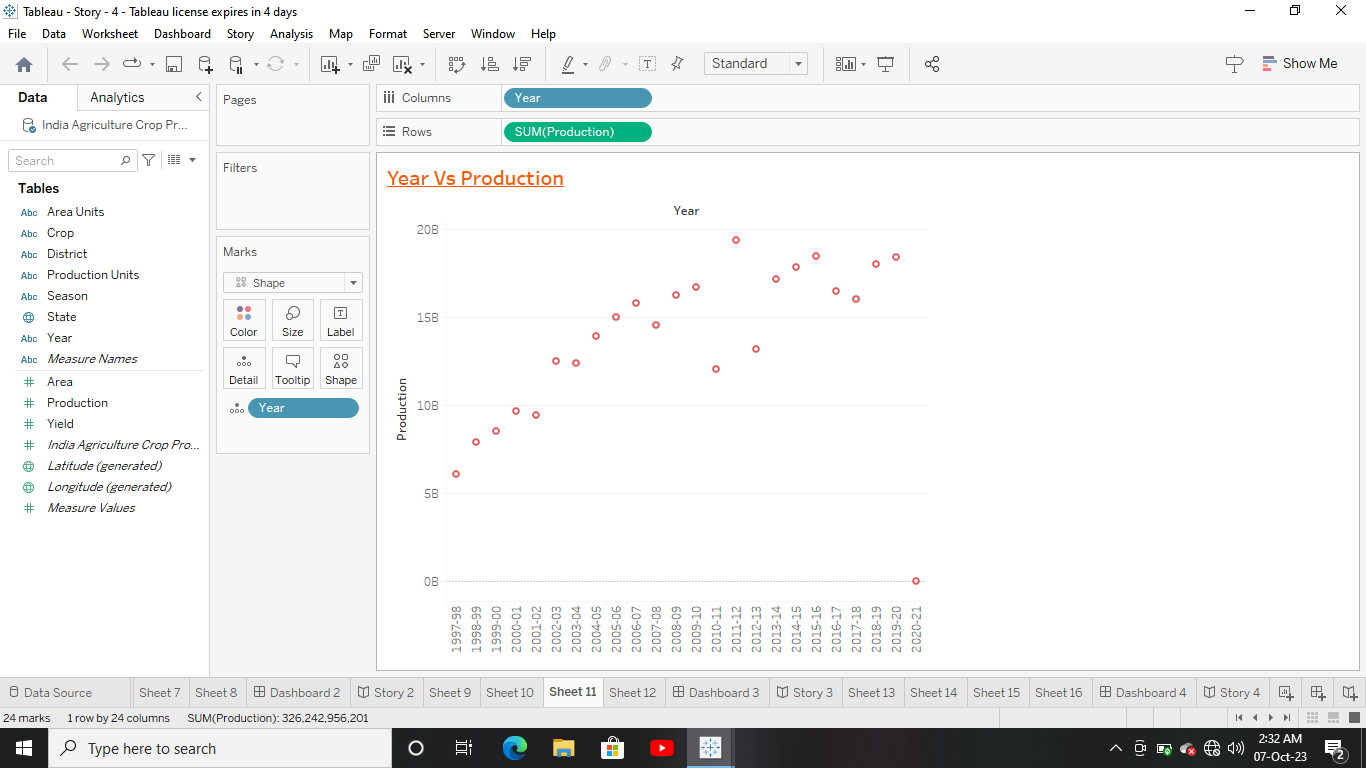 Tableau - Story - 4 - Tableau license expires in 4 days
File Data Worksheet Dashboard Story Analysis Map Format Server Window Help
Standard
Show Me
Data Analytics
India Agriculture Crop Pr...
Search
Tables
Abc Area Units
Abc Crop
Abc District
Abc Production Units
Abc Season
State
Abc Year
Abc Measure Names
Area
Production
Yield
India Agriculture Crop Pro...
Latitude (generated)
Longitude (generated)
Measure Values
Pages
Filters
Marks
Shape
Color Size Label
Detail Tooltip Shape
Year
Columns Year
Rows SUM(Production)
Year Vs Production
Year
20B
15B
10B
5B
0B
Production
1997-98
1998-99
1999-00
2000-01
2001-02
2002-03
2003-04
2004-05
2005-06
2006-07
2007-08
2008-09
2009-10
2010-11
2011-12
2012-13
2013-14
2014-15
2015-16
2016-17
2017-18
2018-19
2019-20
2020-21
Data Source Sheet 7 Sheet 8 Dashboard 2 Story 2 Sheet 9 Sheet 10 Sheet 11 Sheet 12 Dashboard 3 Story 3 Sheet 13 Sheet 14 Sheet 15 Sheet 16 Dashboard 4 Story 4
24 marks 1 row by 24 columns SUM(Production): 326,242,956,201
Type here to search
2:32 AM
07-Oct-23
2